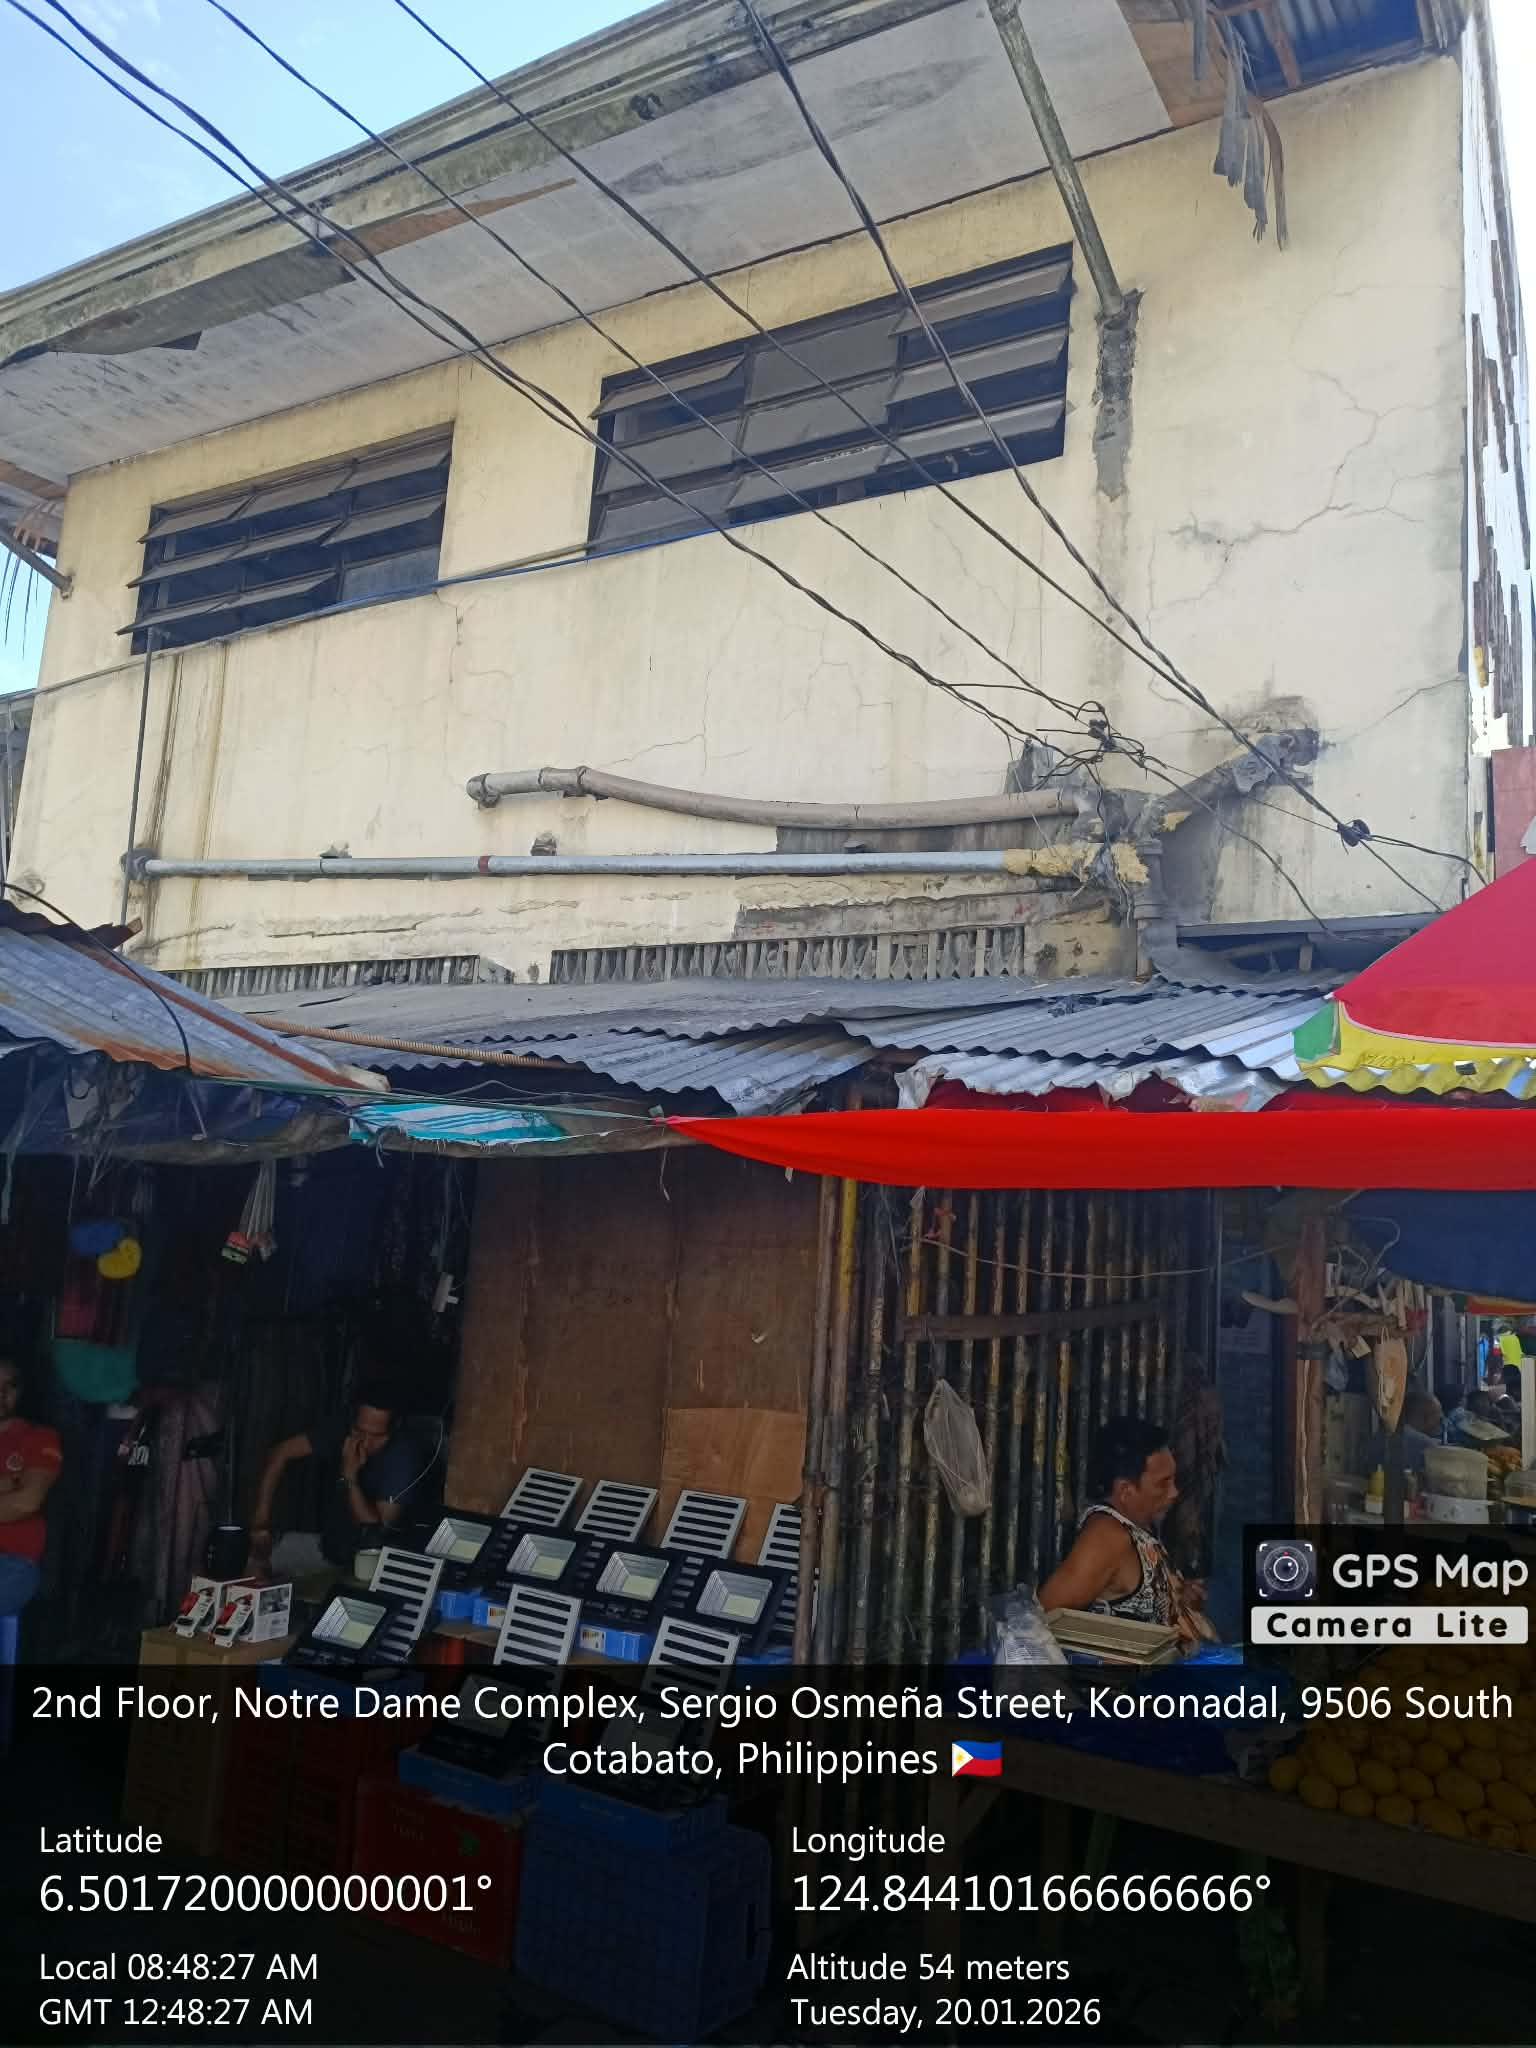 GPS Map
Camera Lite
2nd Floor, Notre Dame Complex, Sergio Osmeña Street, Koronadal, 9506 South
Cotabato, Philippines 🇵🇭
Latitude
6.501720000000001°
Longitude
124.84410166666666°
Local 08:48:27 AM
GMT 12:48:27 AM
Altitude 54 meters
Tuesday, 20.01.2026